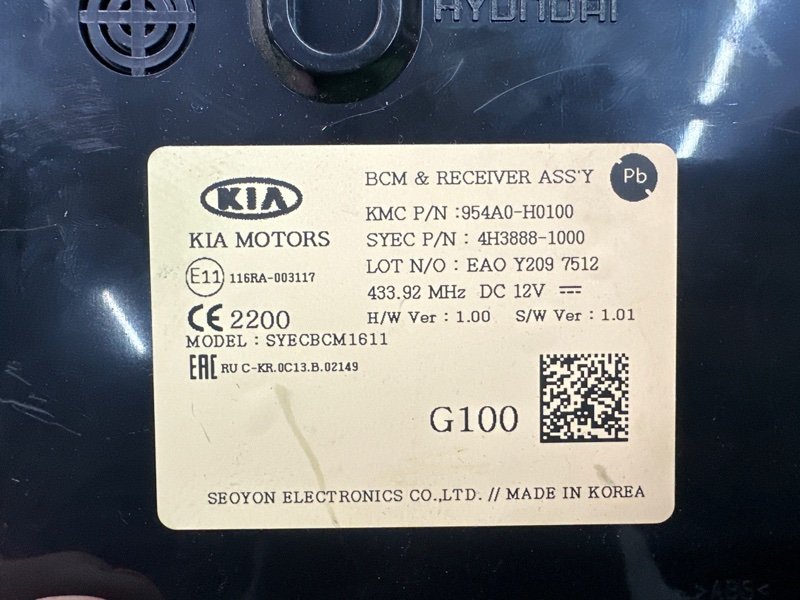 HYUNDAI
KIA
KIA MOTORS
BCM & RECEIVER ASS'Y
Pb
KMC P/N :954A0-H0100
SYEC P/N : 4H3888-1000
LOT N/O : EAO Y209 7512
433.92 MHz DC 12V
H/W Ver : 1.00 S/W Ver : 1.01
E11 116RA-003117
CE 2200
MODEL : SYECBCM1611
EAC RU C-KR.0C13.B.02149
G100
SEOYON ELECTRONICS CO.,LTD. // MADE IN KOREA
>ABS<